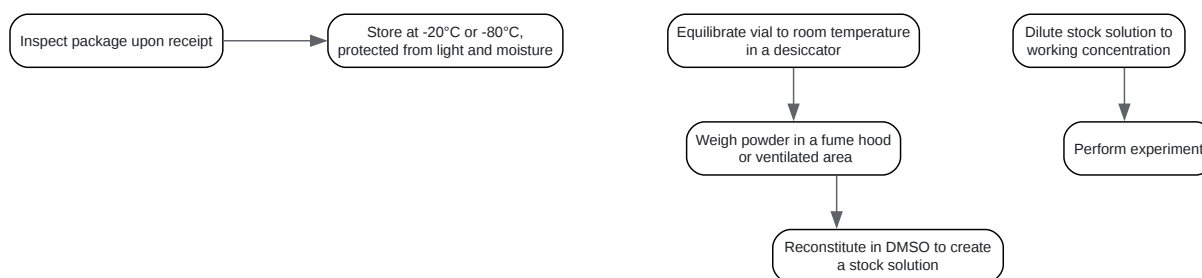 Inspect package upon receipt
Store at -20°C or -80°C,
protected from light and moisture
Equilibrate vial to room temperature
in a desiccator
Weigh powder in a fume hood
or ventilated area
Reconstitute in DMSO to create
a stock solution
Dilute stock solution to
working concentration
Perform experiment